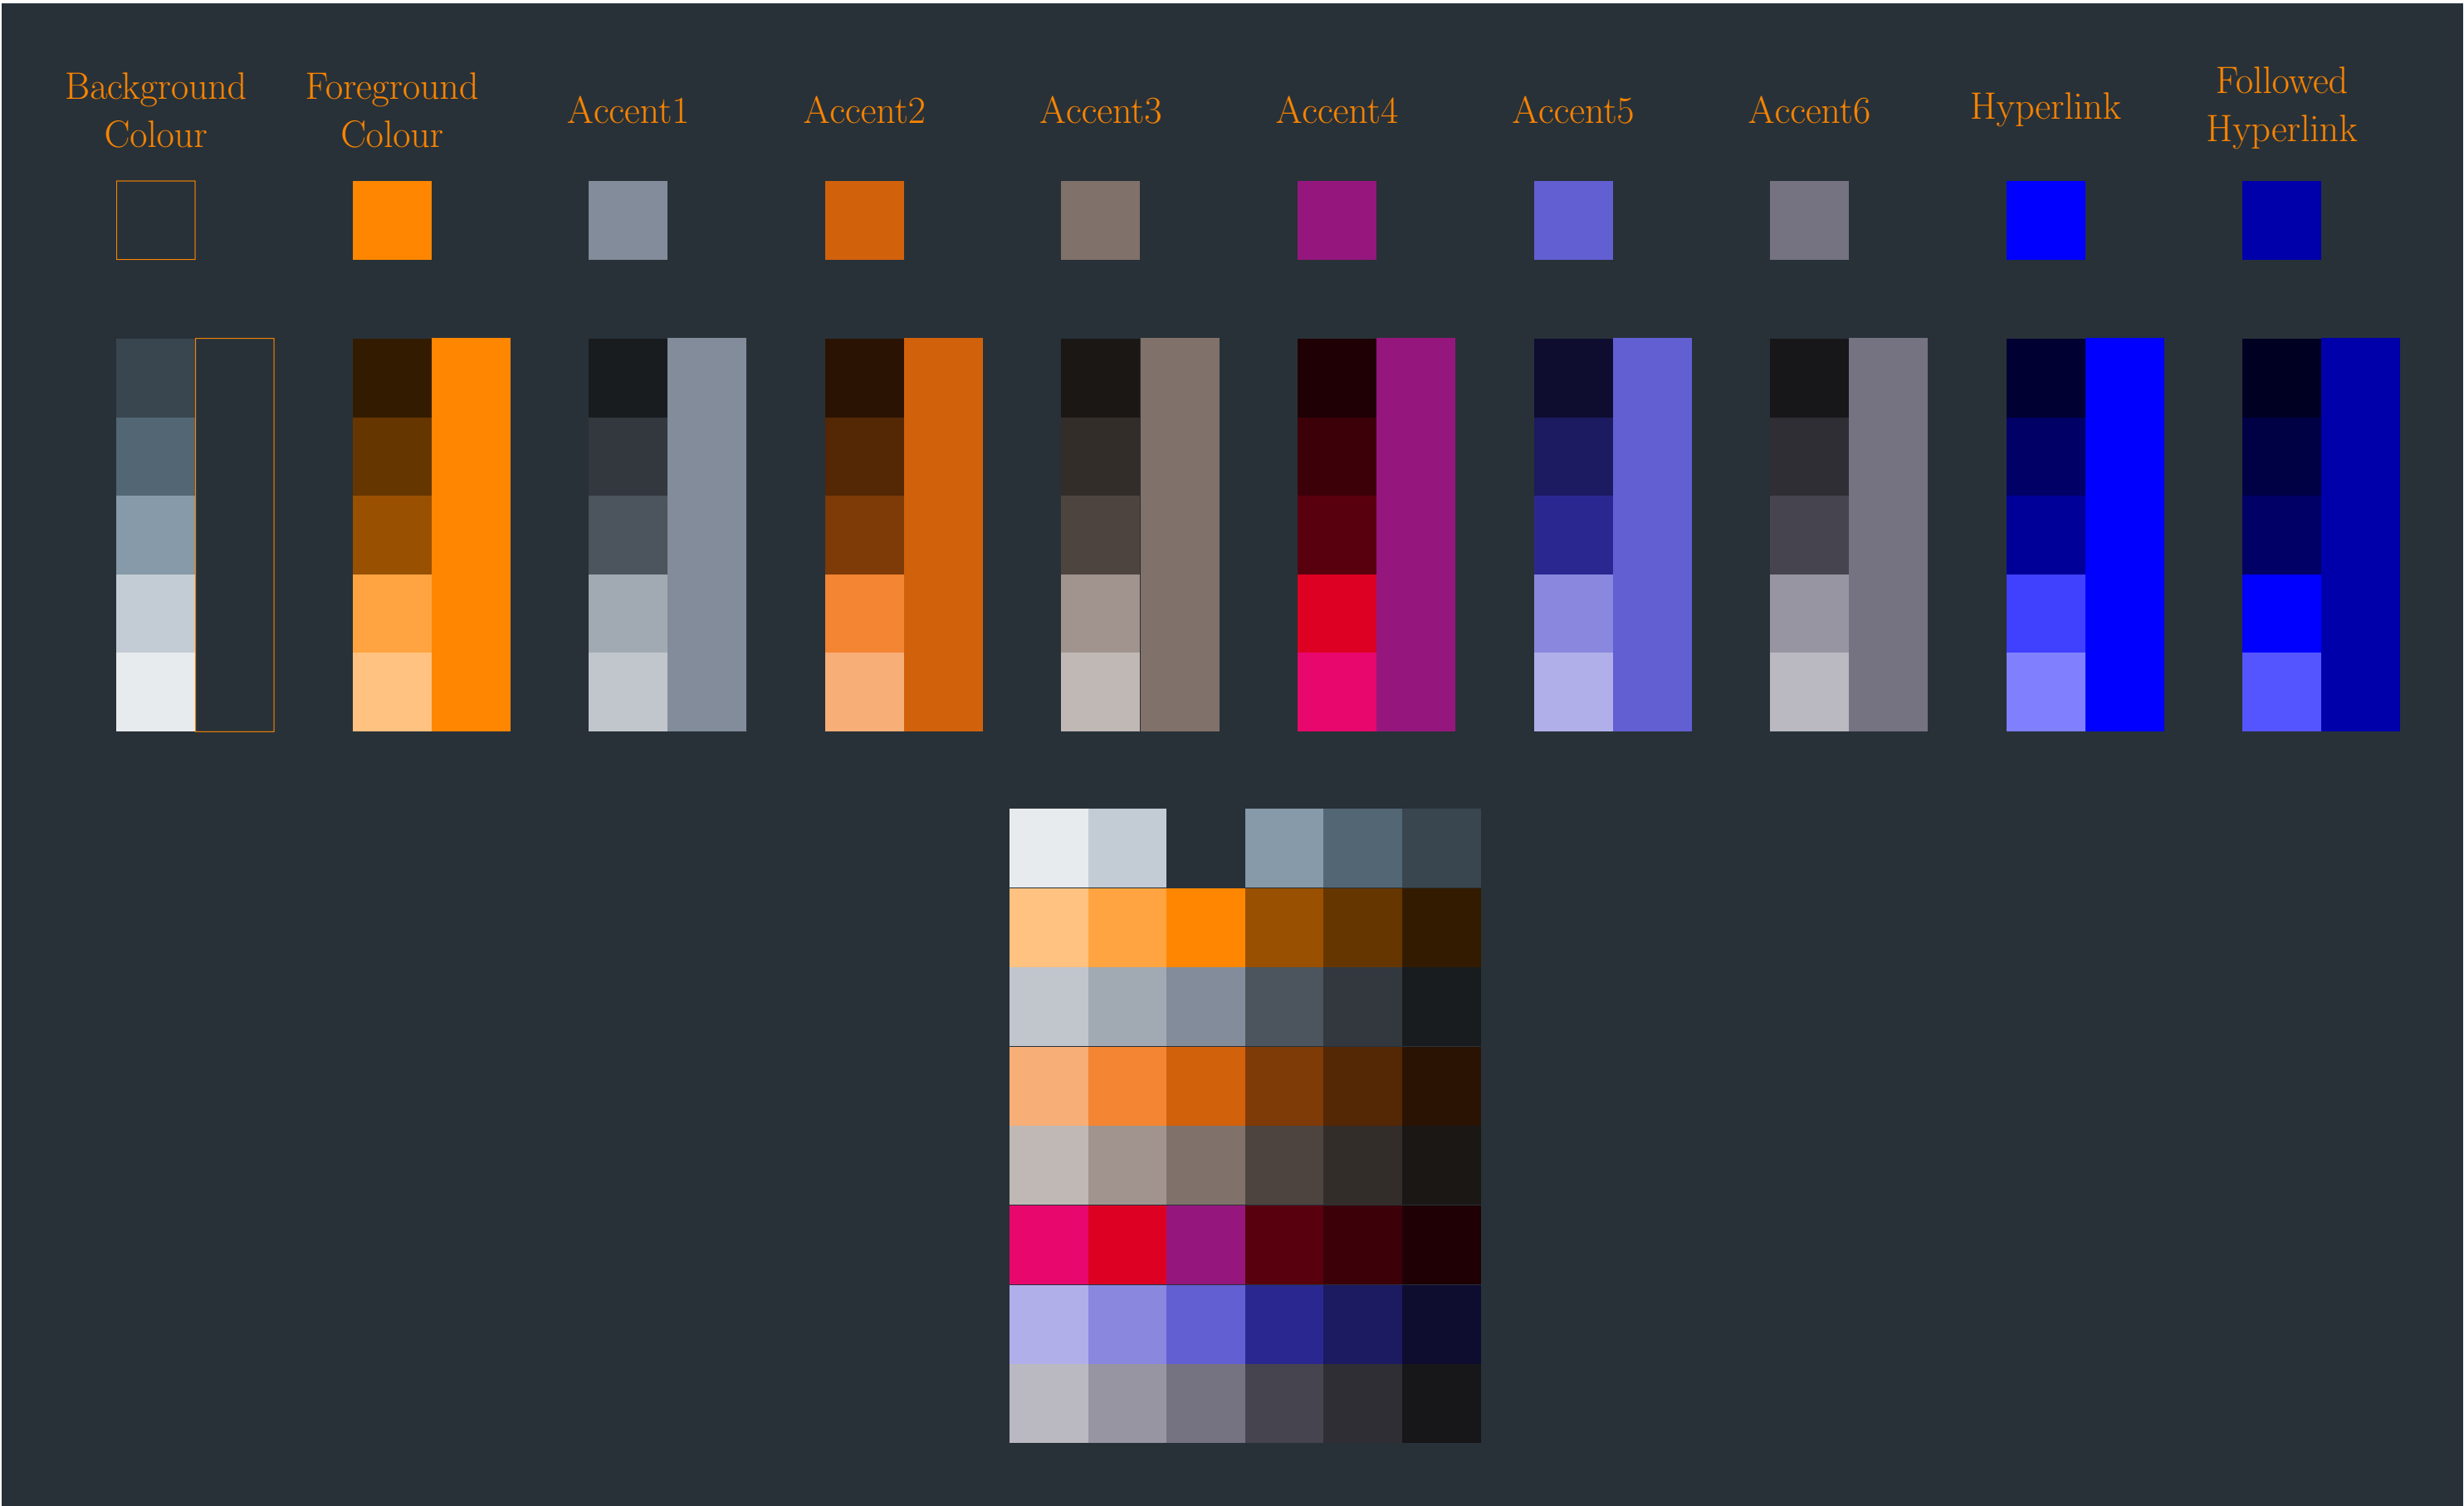 Background
Colour
Foreground
Colour
Accent1
Accent2
Accent3
Accent4
Accent5
Accent6
Hyperlink
Followed
Hyperlink